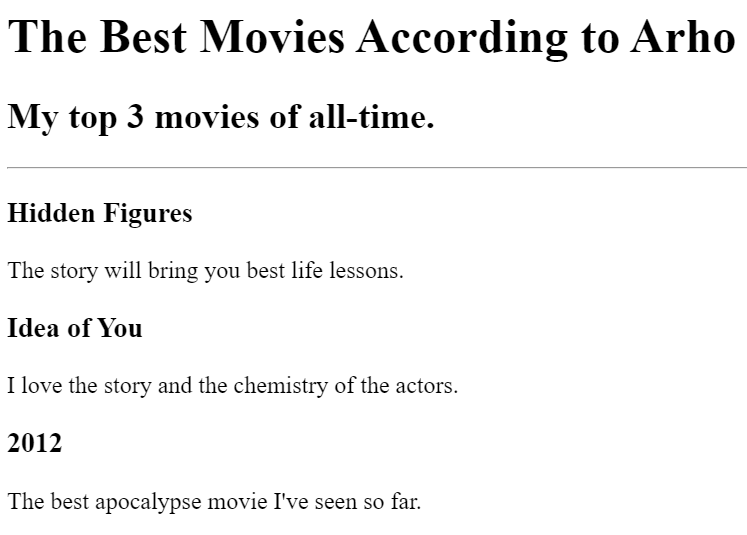 The Best Movies According to Arho
My top 3 movies of all-time.
Hidden Figures
The story will bring you best life lessons.
Idea of You
I love the story and the chemistry of the actors.
2012
The best apocalypse movie I've seen so far.